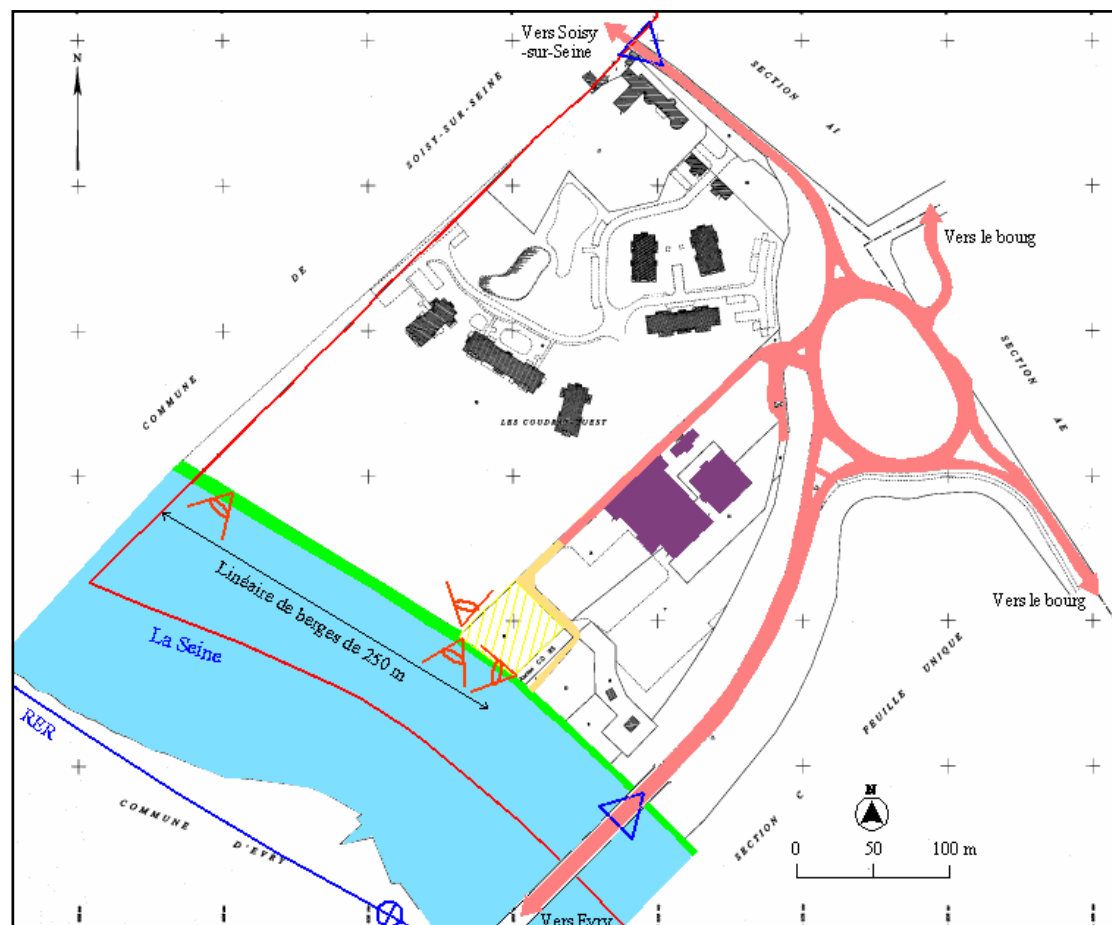 Vers Soisy
-sur-Seine
N
SOISY-SUR-SEINE
SECTION
AI
DE
Vers le bourg
SECTION
AE
COMMUNE
LES COUDRAY-OUEST
Linéaire de berges de 250 m
La Seine
Vers le bourg
RER
FEUILLE UNIQUE
COMMUNE
D'EVRY
SECTION C
N
0 50 100 m
Vers Evry